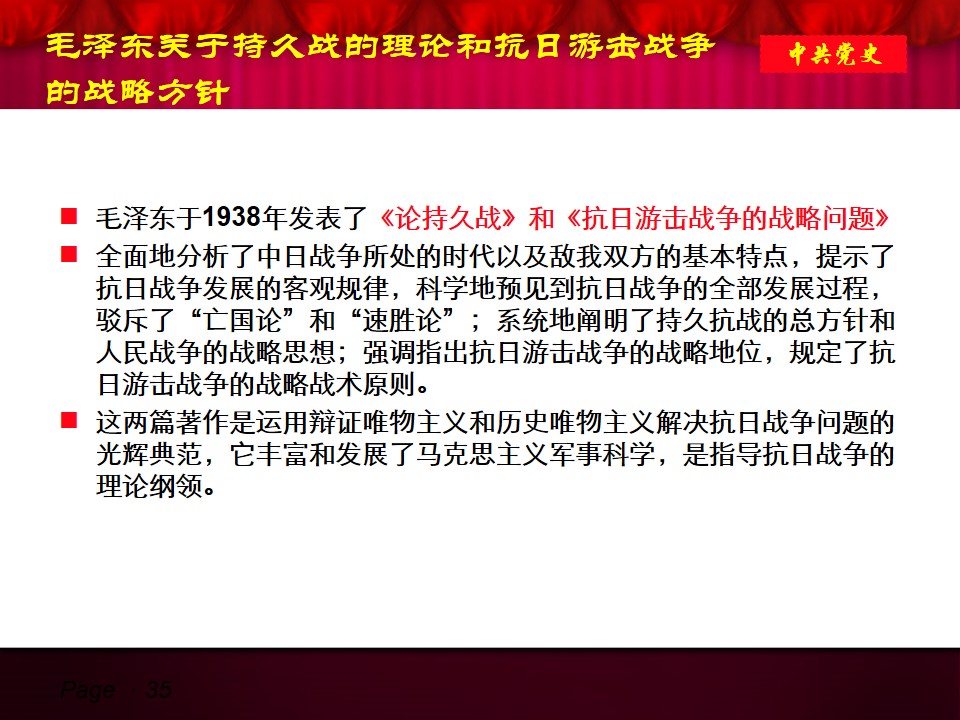 毛泽东关于持久战的理论和抗日游击战争
的战略方针
中共党史
毛泽东于1938年发表了《论持久战》和《抗日游击战争的战略问题》
全面地分析了中日战争所处的时代以及敌我双方的基本特点，提示了
抗日战争发展的客观规律，科学地预见到抗日战争的全部发展过程，
驳斥了“亡国论”和“速胜论”；系统地阐明了持久抗战的总方针和
人民战争的战略思想；强调指出抗日游击战争的战略地位，规定了抗
日游击战争的战略战术原则。
这两篇著作是运用辩证唯物主义和历史唯物主义解决抗日战争问题的
光辉典范，它丰富和发展了马克思主义军事科学，是指导抗日战争的
理论纲领。
Page 35